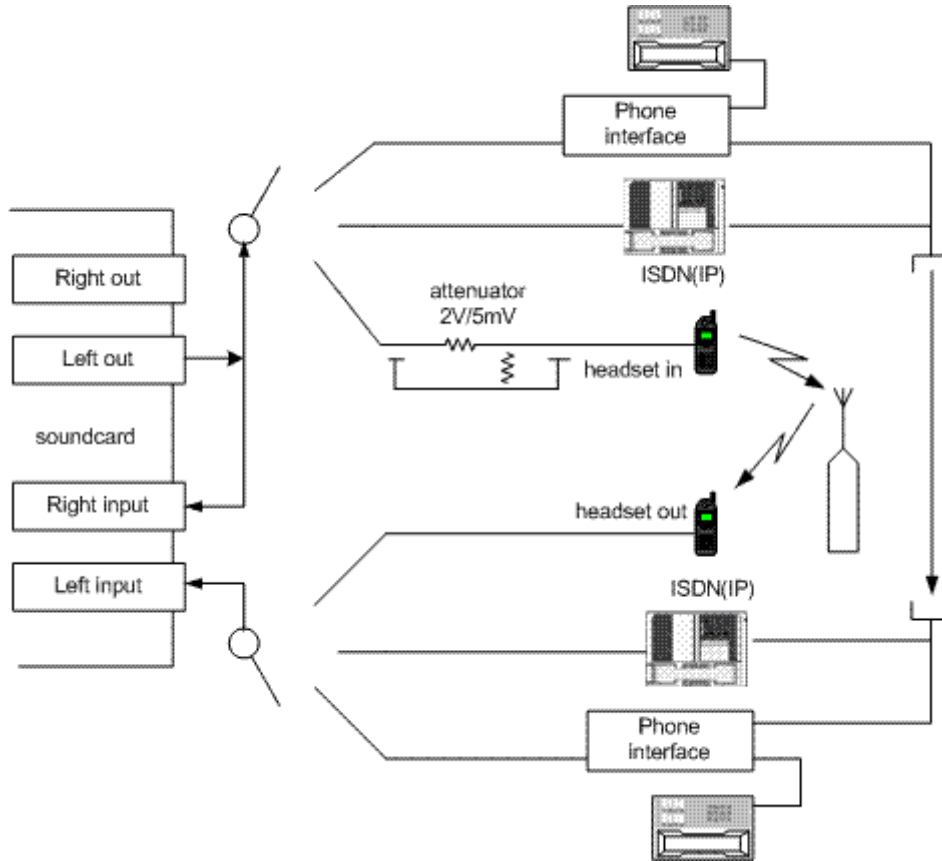 Phone
interface
ISDN(IP)
Right out
attenuator
2V/5mV
Left out
headset in
soundcard
Right input
headset out
Left input
ISDN(IP)
Phone
interface